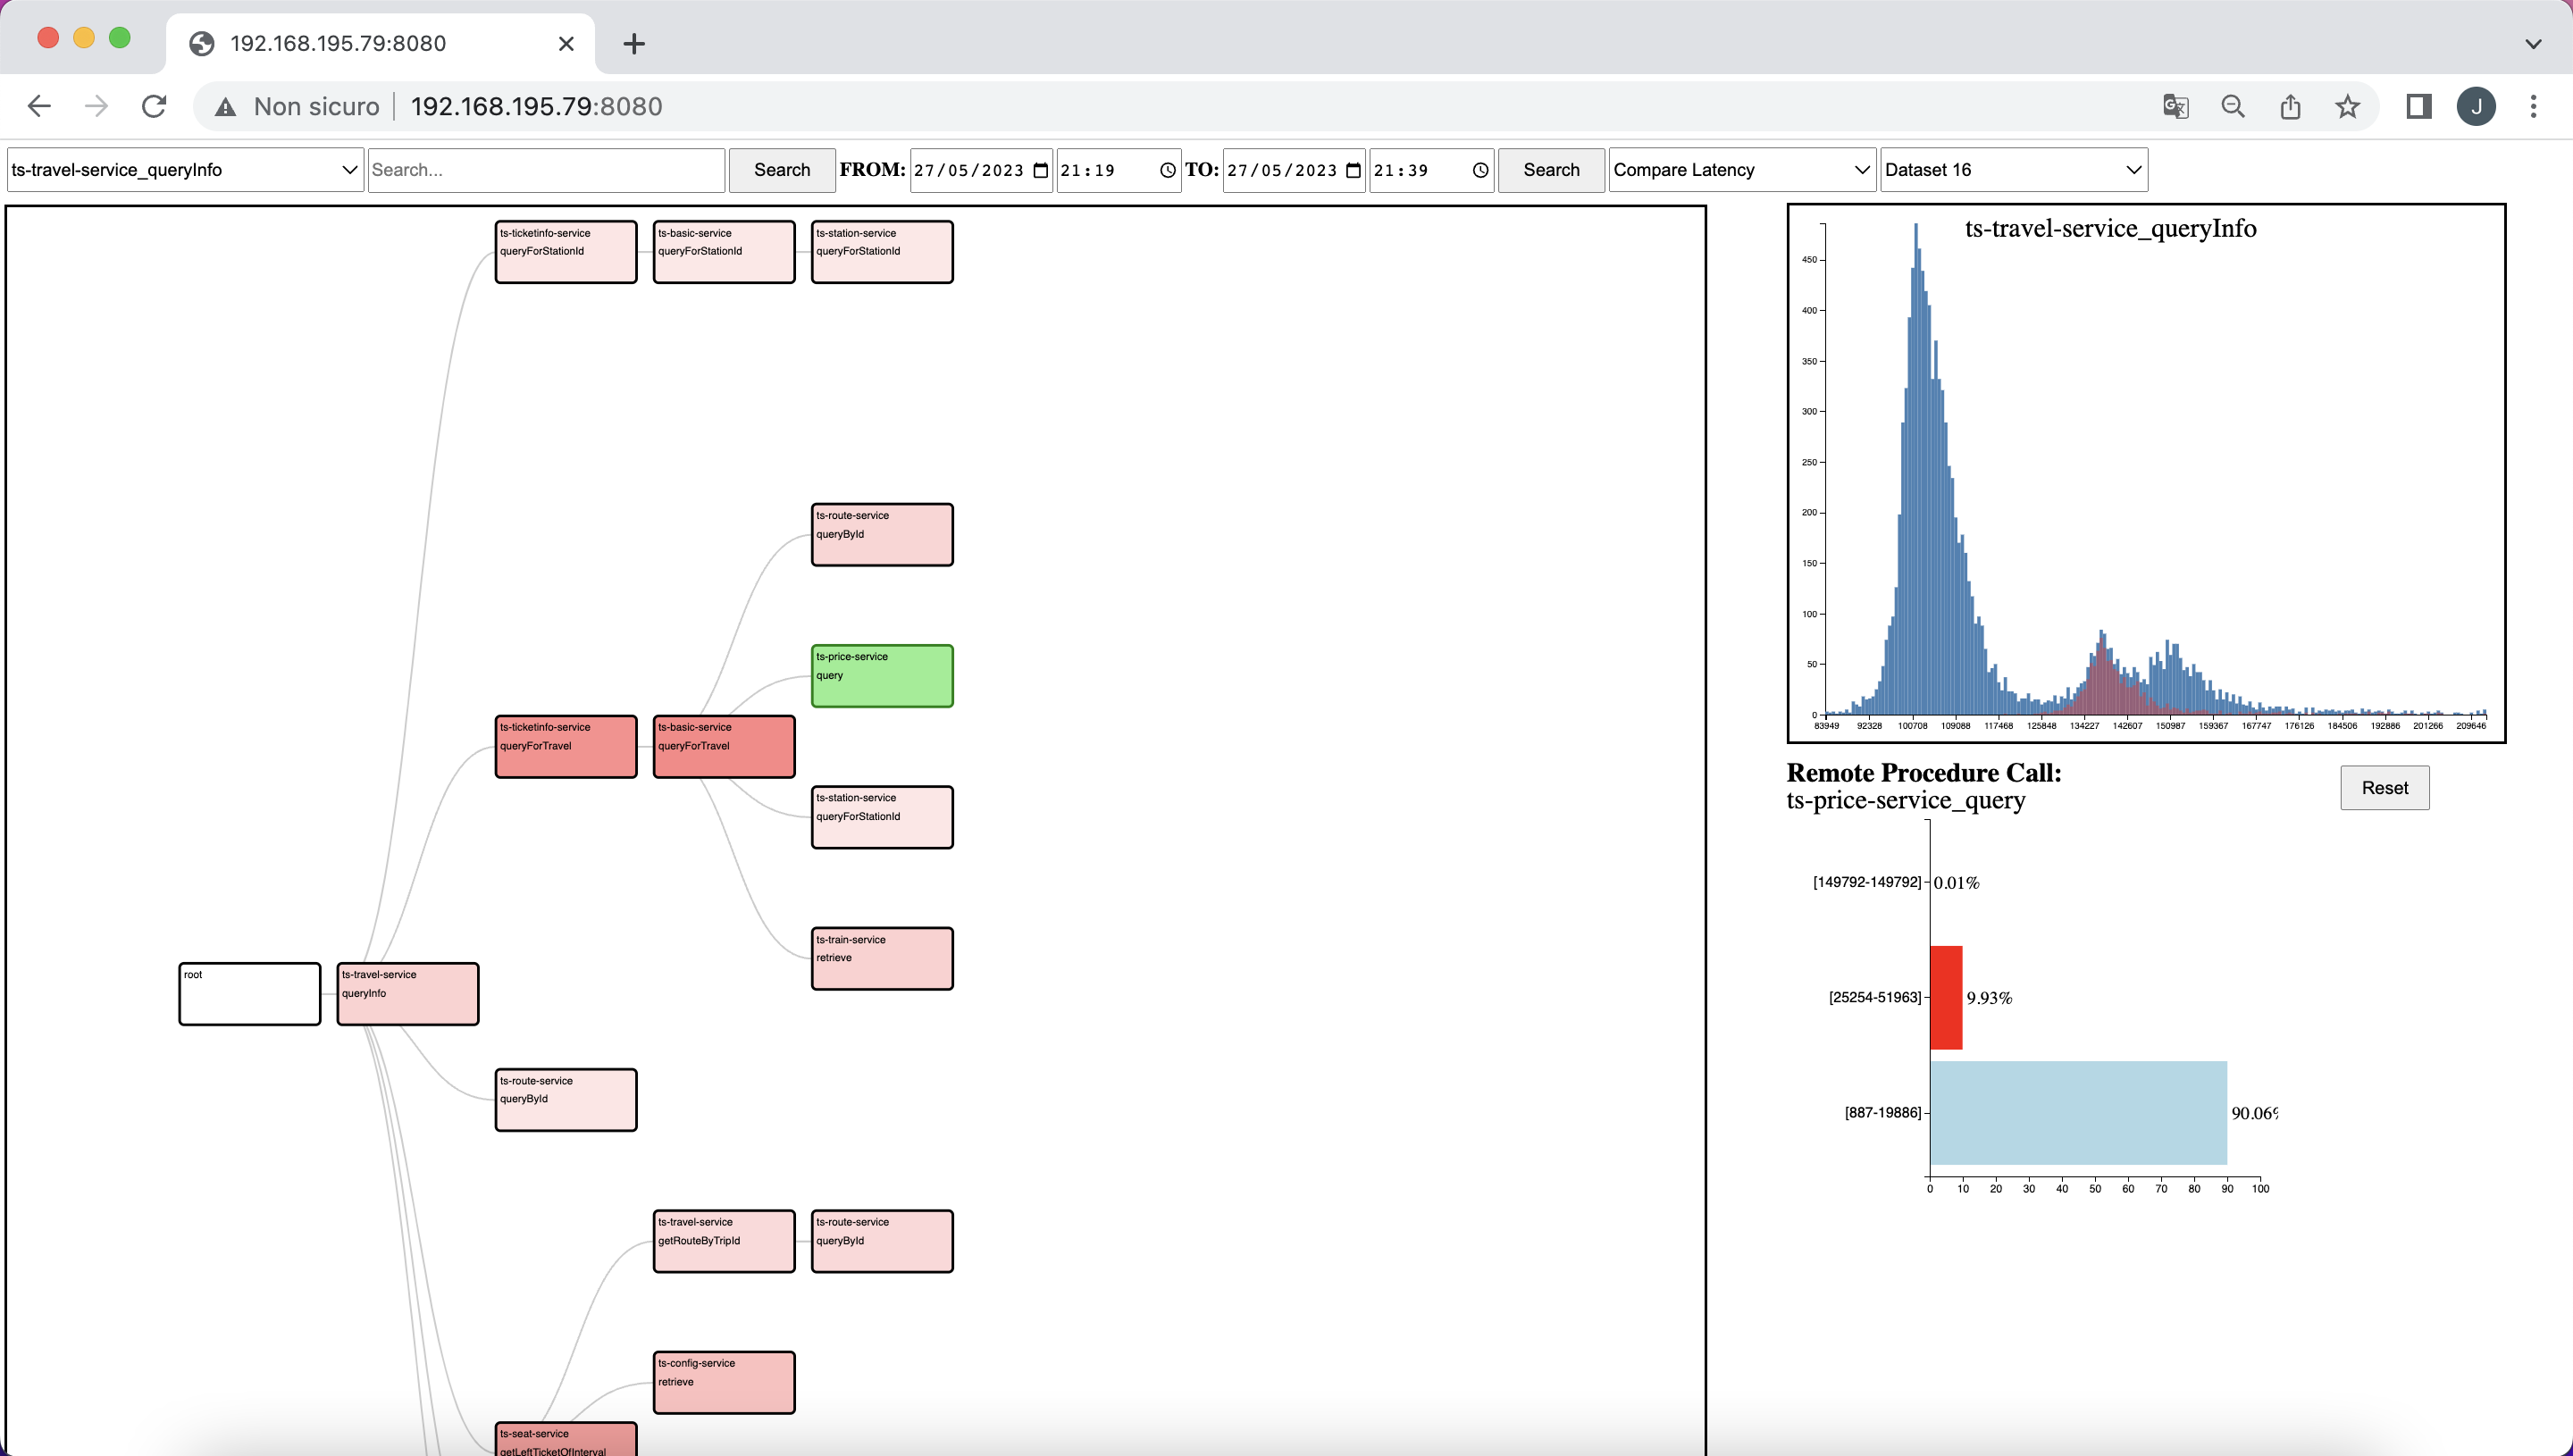 192.168.195.79:8080
Non sicuro 192.168.195.79:8080
J
ts-travel-service_queryInfo Search... Search FROM: 27/05/2023 21:19 TO: 27/05/2023 21:39 Search Compare Latency Dataset 16
ts-ticketinfo-service
queryForStationId
ts-basic-service
queryForStationId
ts-station-service
queryForStationId
ts-route-service
queryById
ts-price-service
query
ts-ticketinfo-service
queryForTravel
ts-basic-service
queryForTravel
ts-station-service
queryForStationId
ts-train-service
retrieve
root
ts-travel-service
queryInfo
ts-route-service
queryById
ts-travel-service
getRouteByTripId
ts-route-service
queryById
ts-config-service
retrieve
ts-seat-service
getLeftTicketOfInterval
ts-travel-service_queryInfo
450
400
350
300
250
200
150
100
50
0
83949 92328 100708 109088 117468 125848 134227 142607 150987 159367 167747 176126 184506 192886 201266 209646
Remote Procedure Call:
ts-price-service_query
Reset
[149792-149792] 0.01%
[25254-51963] 9.93%
[887-19886] 90.06%
0 10 20 30 40 50 60 70 80 90 100